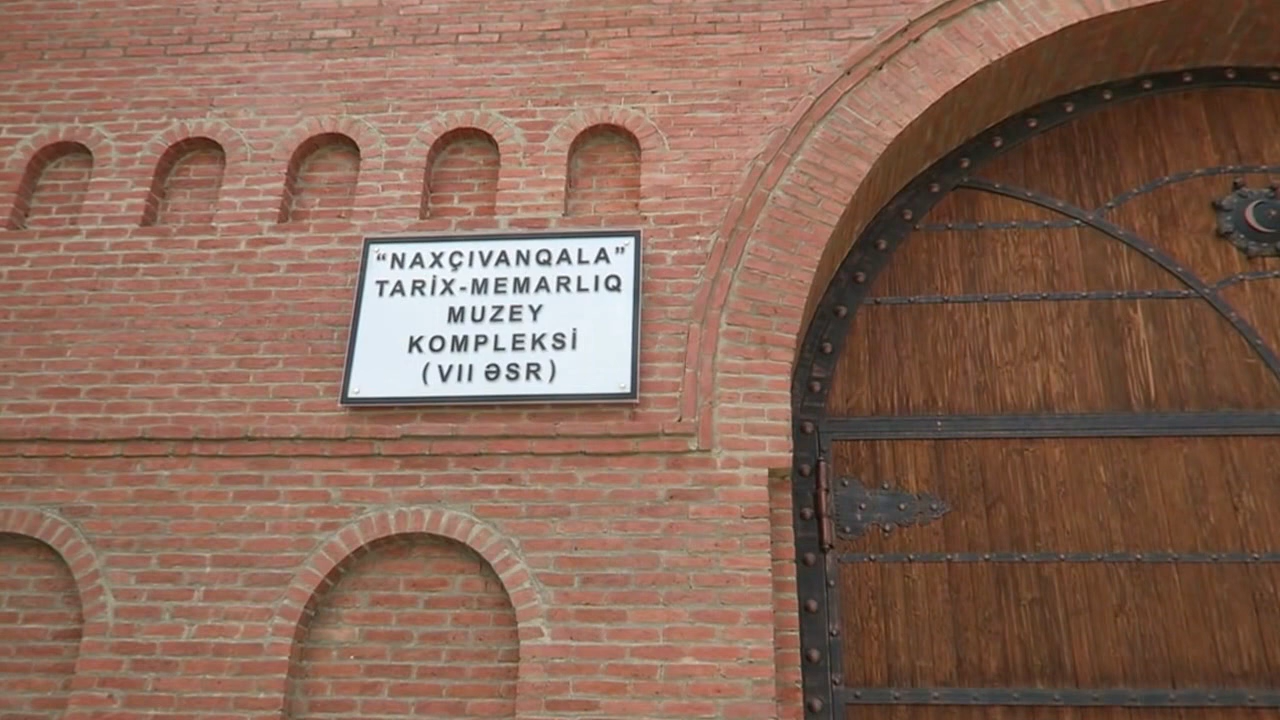 “NAXÇIVANQALA”
TARİX-MEMARLIQ
MUZEY
KOMPLEKSİ
(VII ƏSR)